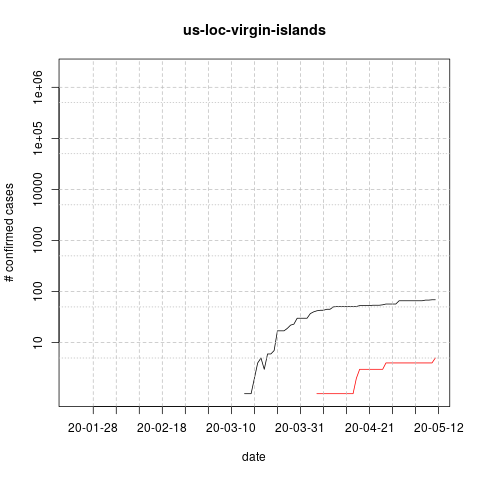 us-loc-virgin-islands
# confirmed cases
1e+06
1e+05
10000
1000
100
10
20-01-28
20-02-18
20-03-10
20-03-31
20-04-21
20-05-12
date